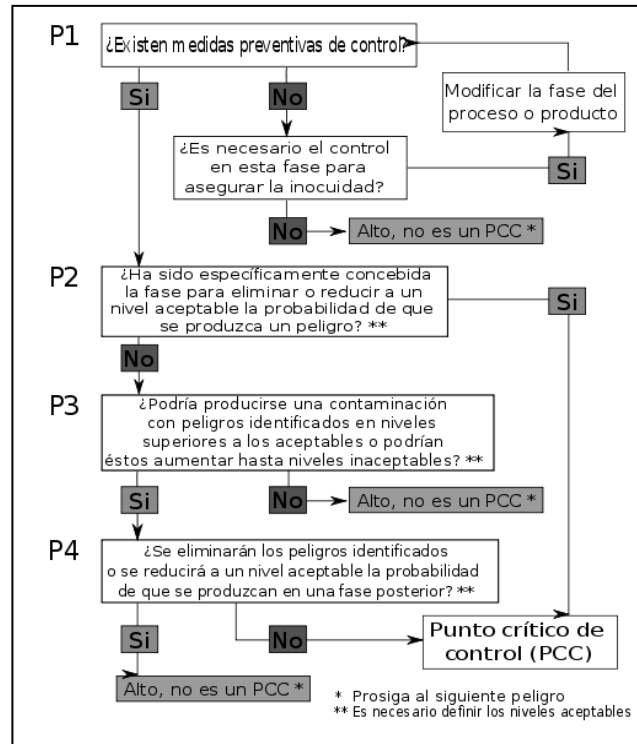 P1
¿Existen medidas preventivas de control?
Si
No
Modificar la fase del
proceso o producto
¿Es necesario el control
en esta fase para
asegurar la inocuidad?
Si
No
Alto, no es un PCC *
P2
¿Ha sido específicamente concebida
la fase para eliminar o reducir a un
nivel aceptable la probabilidad de que
se produzca un peligro? **
Si
No
P3
¿Podría producirse una contaminación
con peligros identificados en niveles
superiores a los aceptables o podrían
éstos aumentar hasta niveles inaceptables? **
Si
No
Alto, no es un PCC *
P4
¿Se eliminarán los peligros identificados
o se reducirá a un nivel aceptable la probabilidad
de que se produzcan en una fase posterior? **
Si
No
Punto crítico de
control (PCC)
Alto, no es un PCC *
* Prosiga al siguiente peligro
** Es necesario definir los niveles aceptables